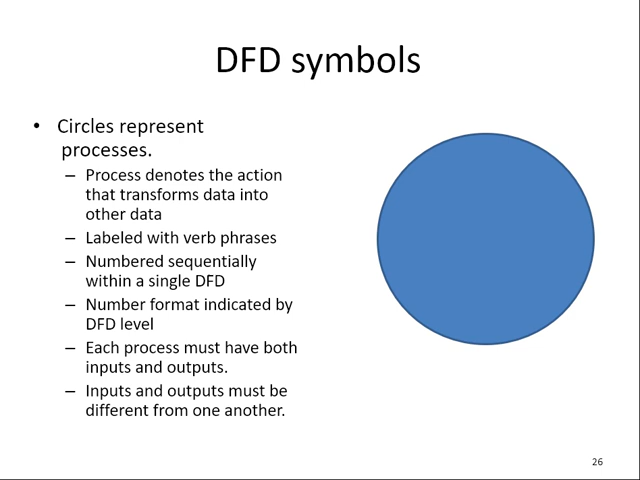 DFD symbols
• Circles represent
processes.
– Process denotes the action
that transforms data into
other data
– Labeled with verb phrases
– Numbered sequentially
within a single DFD
– Number format indicated by
DFD level
– Each process must have both
inputs and outputs.
– Inputs and outputs must be
different from one another.
26